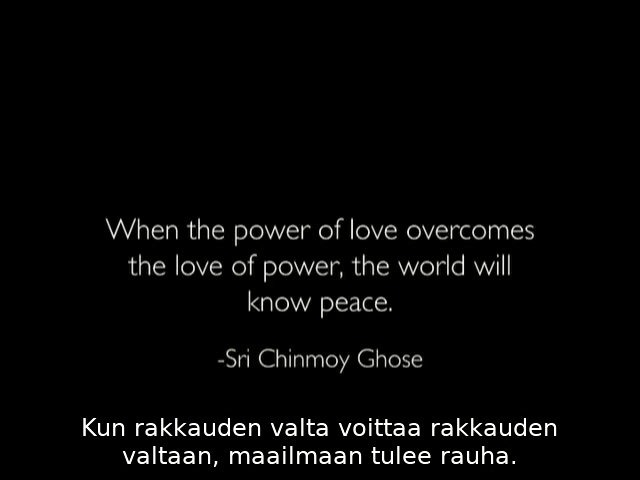 When the power of love overcomes
the love of power, the world will
know peace.
-Sri Chinmoy Ghose
Kun rakkauden valta voittaa rakkauden
valtaan, maailmaan tulee rauha.